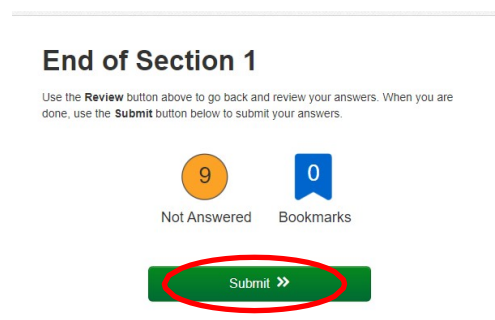 End of Section 1
Use the Review button above to go back and review your answers. When you are
done, use the Submit button below to submit your answers.
9 0
Not Answered Bookmarks
Submit »